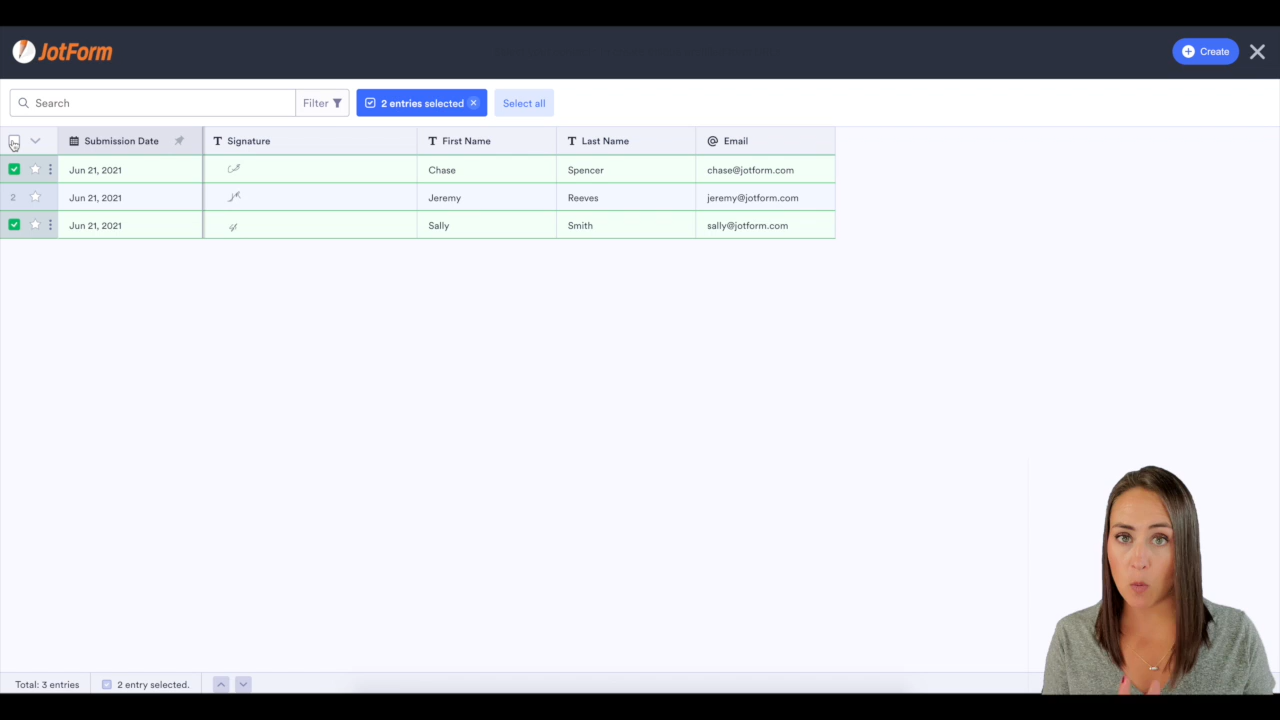 JotForm
Create
Search
Filter
2 entries selected
Select all
Submission Date
Signature
First Name
Last Name
Email
Jun 21, 2021
Chase
Spencer
chase@jotform.com
2
Jun 21, 2021
Jeremy
Reeves
jeremy@jotform.com
Jun 21, 2021
Sally
Smith
sally@jotform.com
Total: 3 entries
2 entry selected.